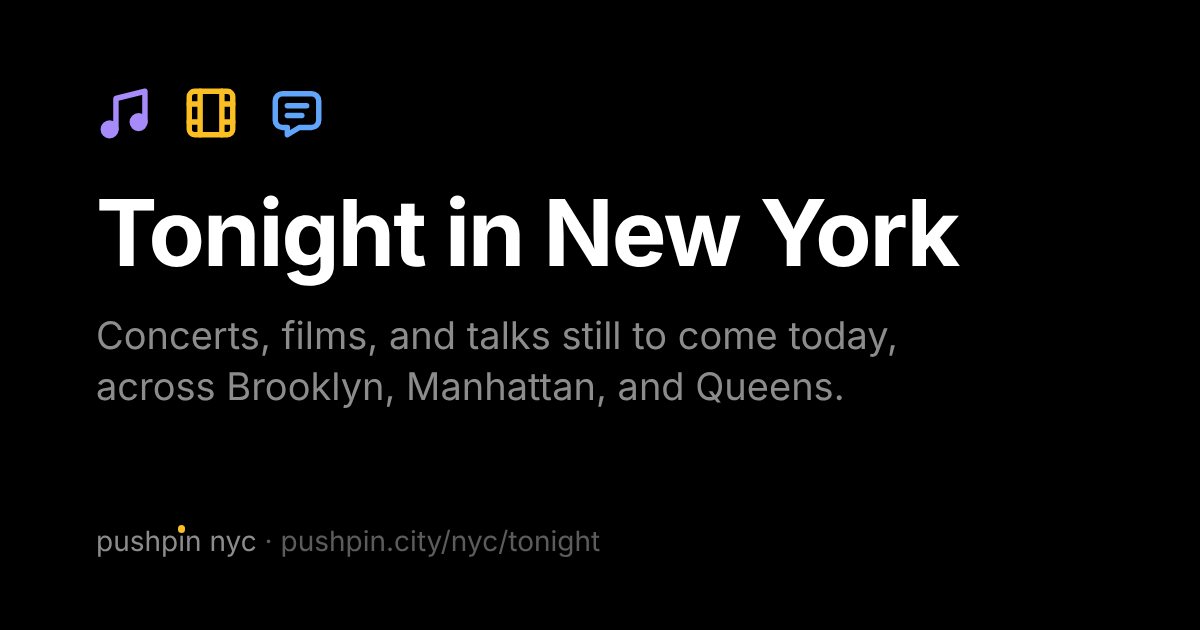 Tonight in New York
Concerts, films, and talks still to come today,
across Brooklyn, Manhattan, and Queens.
pushpin nyc · pushpin.city/nyc/tonight